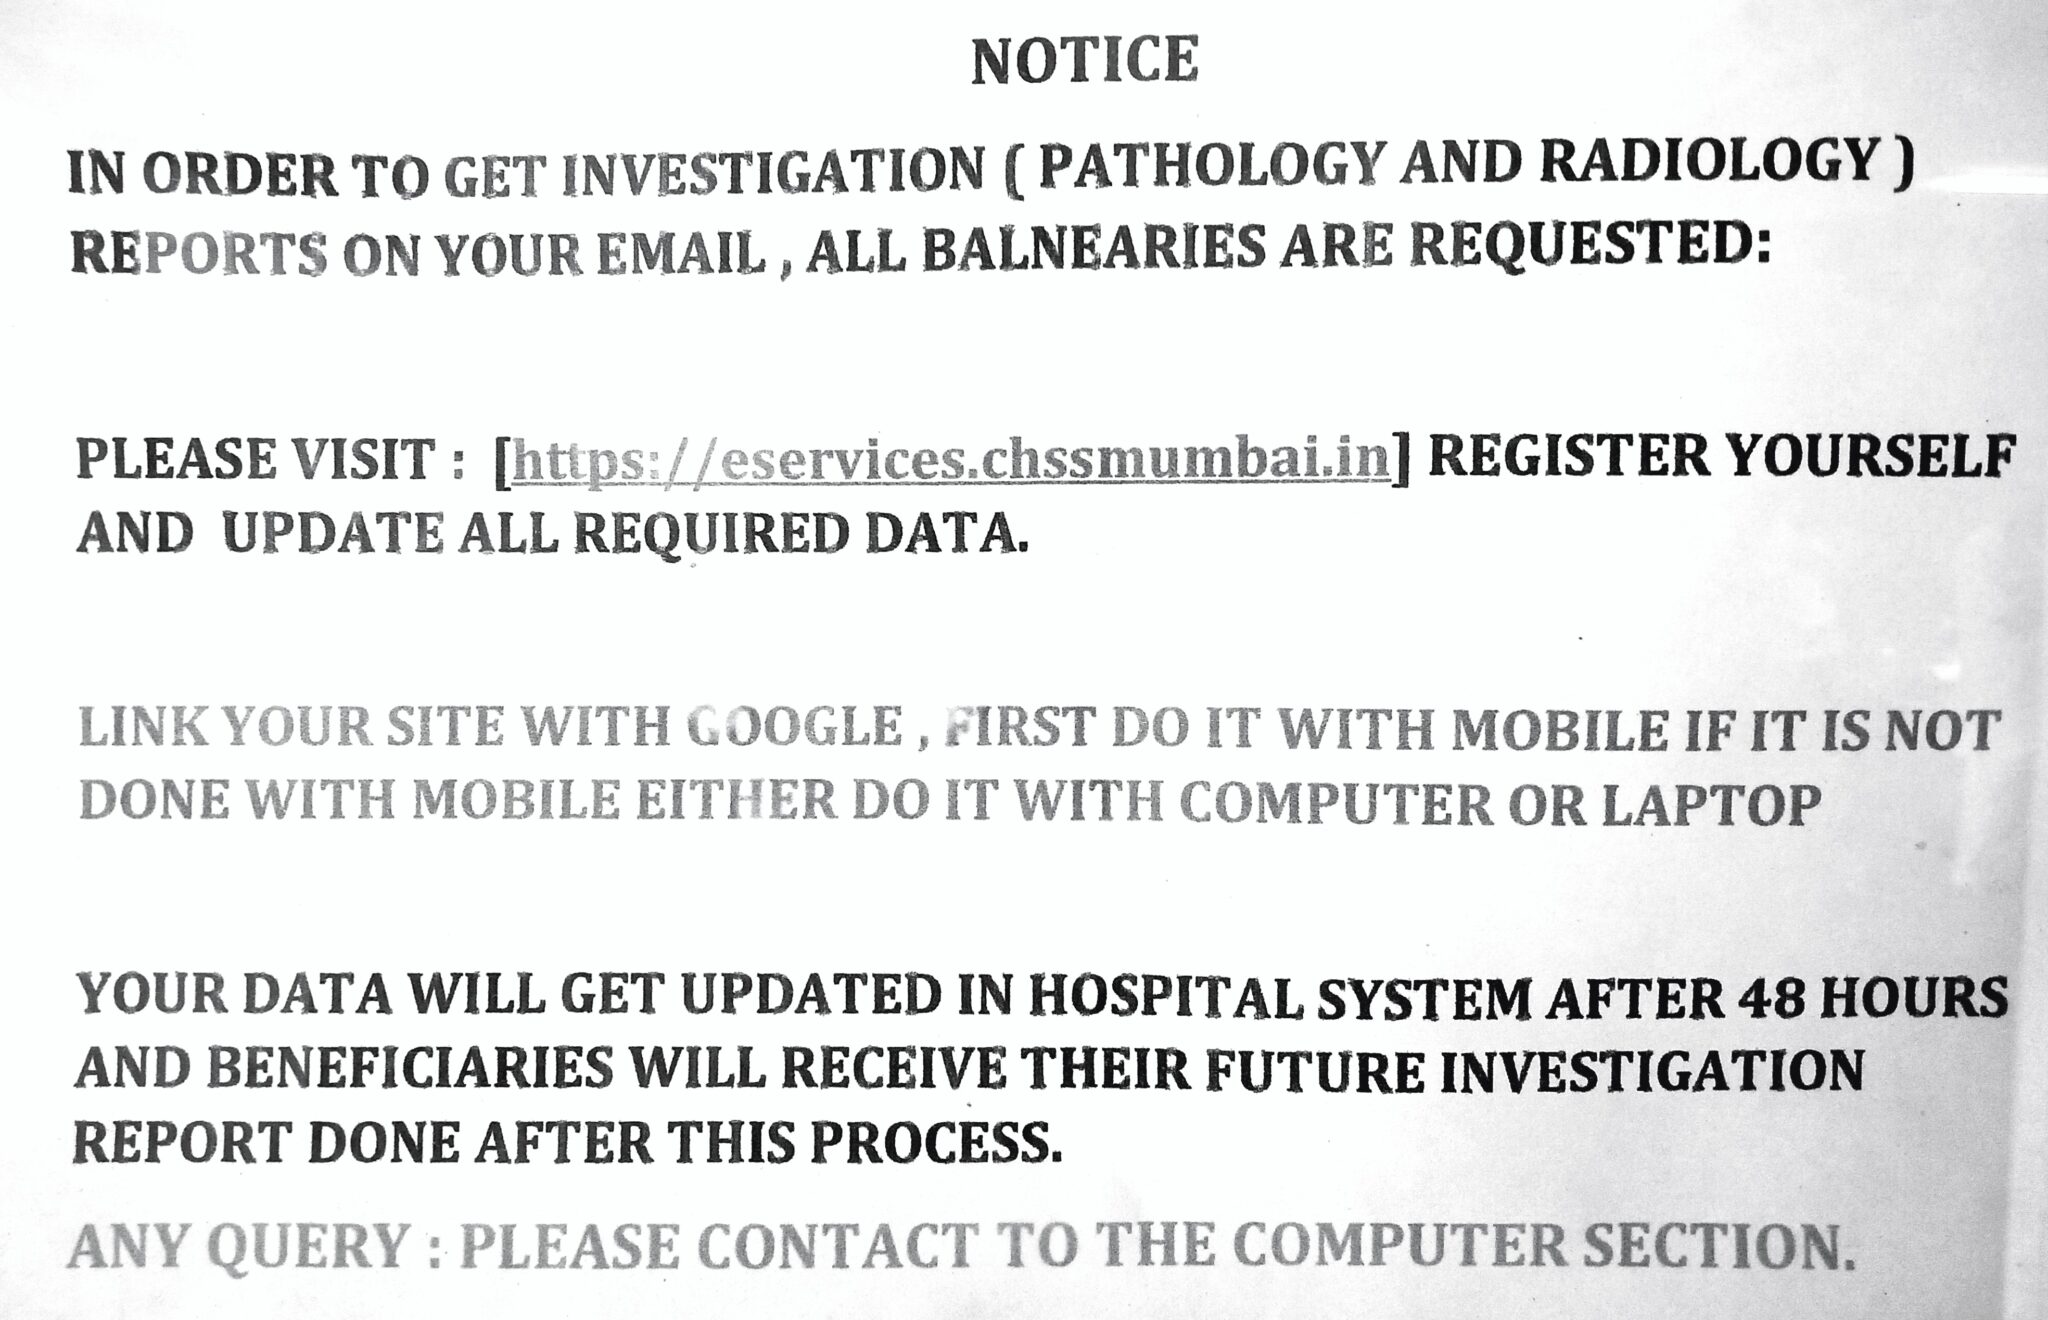 NOTICE
IN ORDER TO GET INVESTIGATION ( PATHOLOGY AND RADIOLOGY )
REPORTS ON YOUR EMAIL , ALL BALNEARIES ARE REQUESTED:
PLEASE VISIT : [https://eservices.chssmumbai.in] REGISTER YOURSELF
AND UPDATE ALL REQUIRED DATA.
LINK YOUR SITE WITH GOOGLE , FIRST DO IT WITH MOBILE IF IT IS NOT
DONE WITH MOBILE EITHER DO IT WITH COMPUTER OR LAPTOP
YOUR DATA WILL GET UPDATED IN HOSPITAL SYSTEM AFTER 48 HOURS
AND BENEFICIARIES WILL RECEIVE THEIR FUTURE INVESTIGATION
REPORT DONE AFTER THIS PROCESS.
ANY QUERY : PLEASE CONTACT TO THE COMPUTER SECTION.